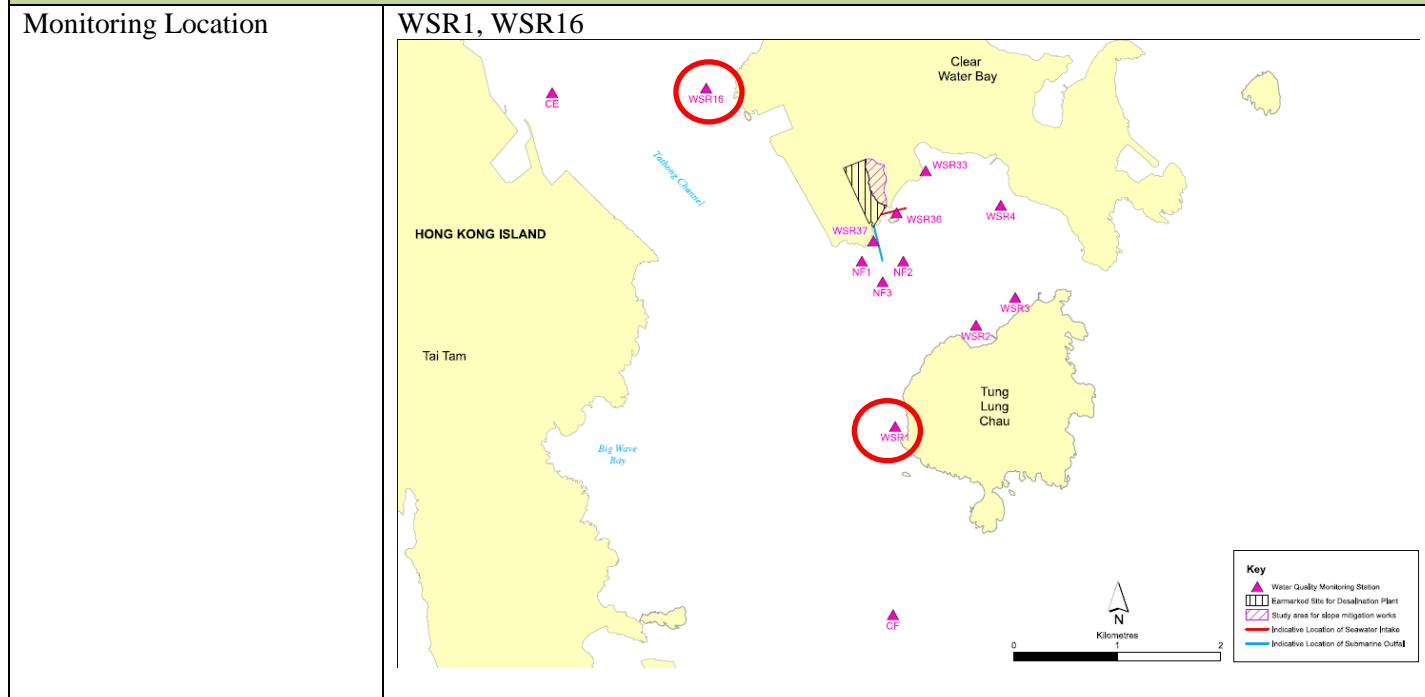 Monitoring Location
WSR1, WSR16
Clear
Water Bay
CE
WSR16
Tathong Channel
WSR33
WSR36
WSR4
HONG KONG ISLAND
WSR37
NF1
NF2
NF3
WSR3
WSR2
Tai Tam
Tung
Lung
Chau
WSR1
Big Wave
Bay
CF
N
Kilometres
0 1 2
Key
Water Quality Monitoring Station
Earmarked Site for Desalination Plant
Study area for slope mitigation works
Indicative Location of Seawater Intake
Indicative Location of Submarine Outfall